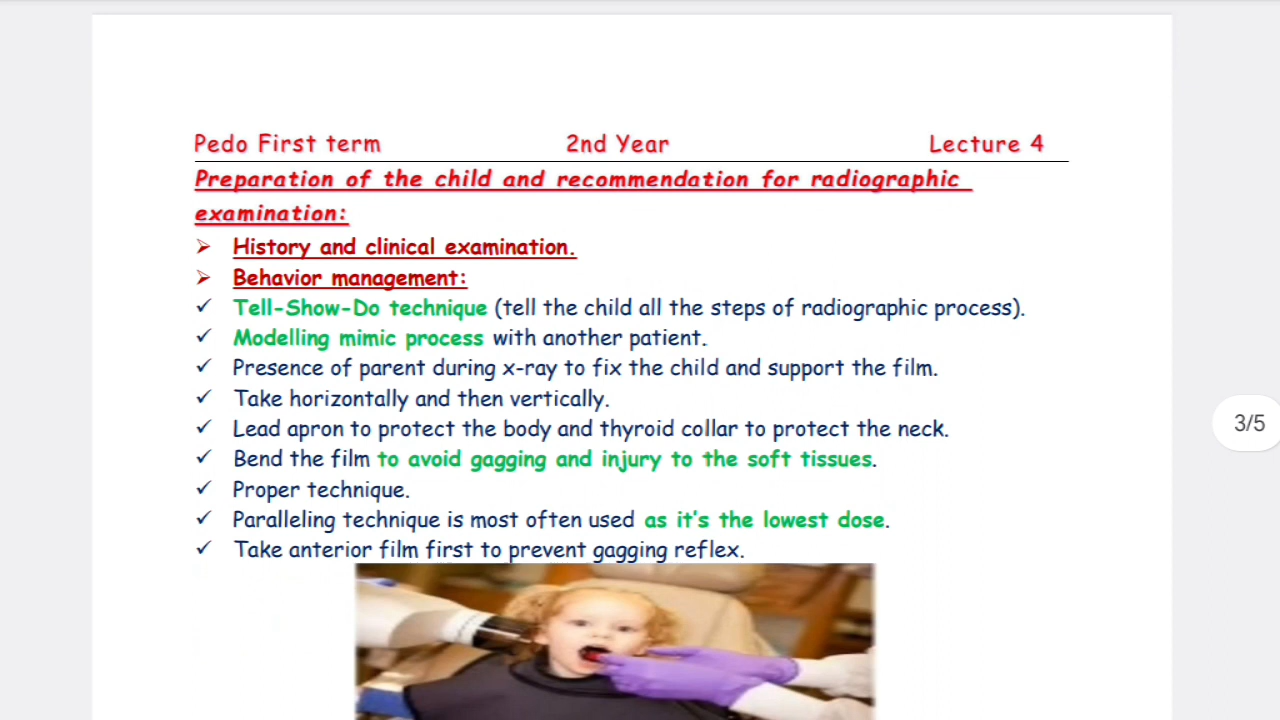 Pedo First term 2nd Year Lecture 4
Preparation of the child and recommendation for radiographic
examination:
➢ History and clinical examination.
➢ Behavior management:
✓ Tell-Show-Do technique (tell the child all the steps of radiographic process).
✓ Modelling mimic process with another patient.
✓ Presence of parent during x-ray to fix the child and support the film.
✓ Take horizontally and then vertically.
✓ Lead apron to protect the body and thyroid collar to protect the neck.
✓ Bend the film to avoid gagging and injury to the soft tissues.
✓ Proper technique.
✓ Paralleling technique is most often used as it's the lowest dose.
✓ Take anterior film first to prevent gagging reflex.
3/5